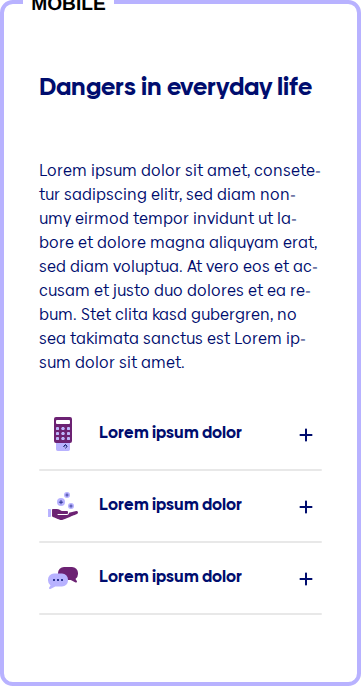 MOBILE
Dangers in everyday life
Lorem ipsum dolor sit amet, consete-
tur sadipscing elitr, sed diam non-
umy eirmod tempor invidunt ut la-
bore et dolore magna aliquyam erat,
sed diam voluptua. At vero eos et ac-
cusam et justo duo dolores et ea re-
bum. Stet clita kasd gubergren, no
sea takimata sanctus est Lorem ip-
sum dolor sit amet.
Lorem ipsum dolor +
Lorem ipsum dolor +
Lorem ipsum dolor +